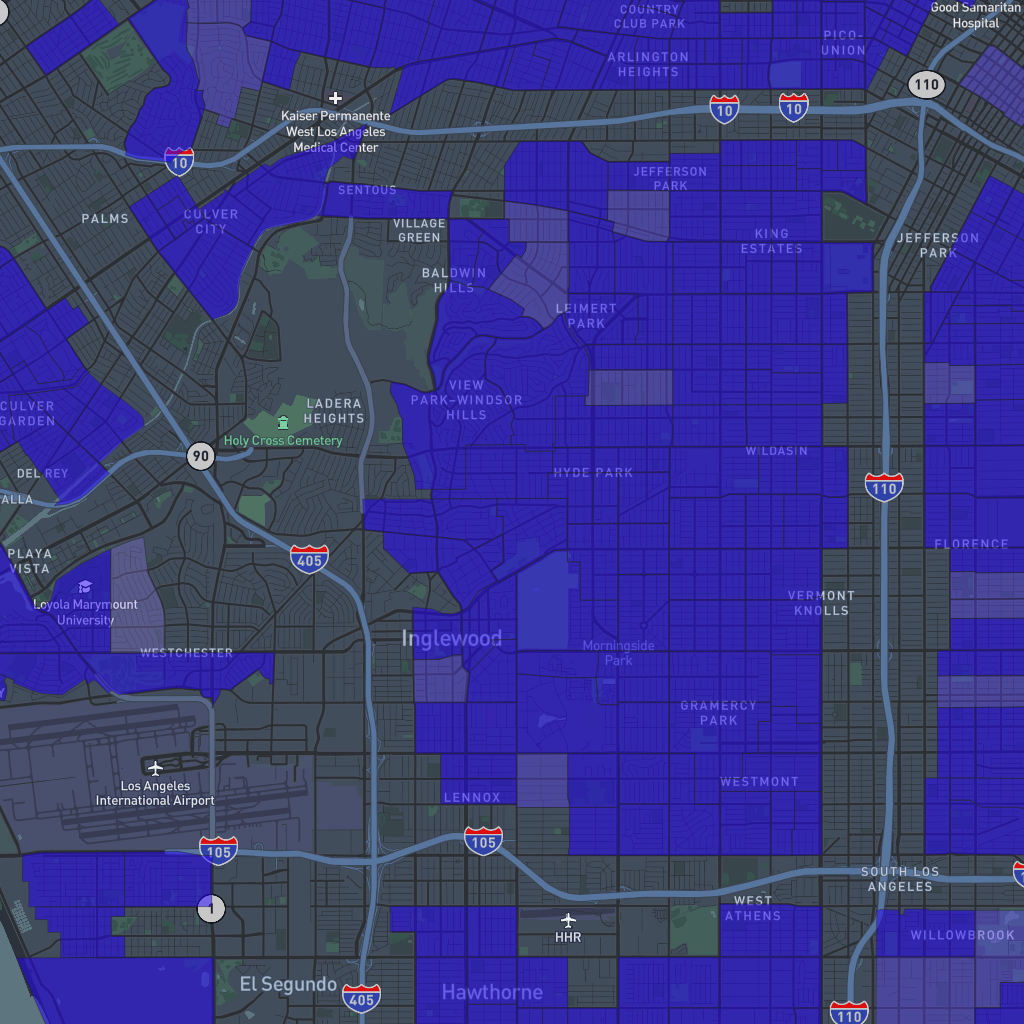 Good Samaritan
Hospital
COUNTRY
CLUB PARK
PICO-
UNION
ARLINGTON
HEIGHTS
110
10
10
Kaiser Permanente
West Los Angeles
Medical Center
10
JEFFERSON
PARK
SENTOUS
PALMS
CULVER
CITY
VILLAGE
GREEN
KING
ESTATES
JEFFERSON
PARK
BALDWIN
HILLS
LEIMERT
PARK
VIEW
PARK-WINDSOR
HILLS
CULVER
GARDEN
LADERA
HEIGHTS
Holy Cross Cemetery
90
WILDASIN
HYDE PARK
DEL REY
110
ALLA
PLAYA
VISTA
405
FLORENCE
Loyola Marymount
University
VERMONT
KNOLLS
Inglewood
Morningside
Park
WESTCHESTER
Y
GRAMERCY
PARK
Los Angeles
International Airport
WESTMONT
LENNOX
105
105
SOUTH LOS
ANGELES
1
1
WEST
ATHENS
HHR
WILLOWBROOK
El Segundo
Hawthorne
405
110